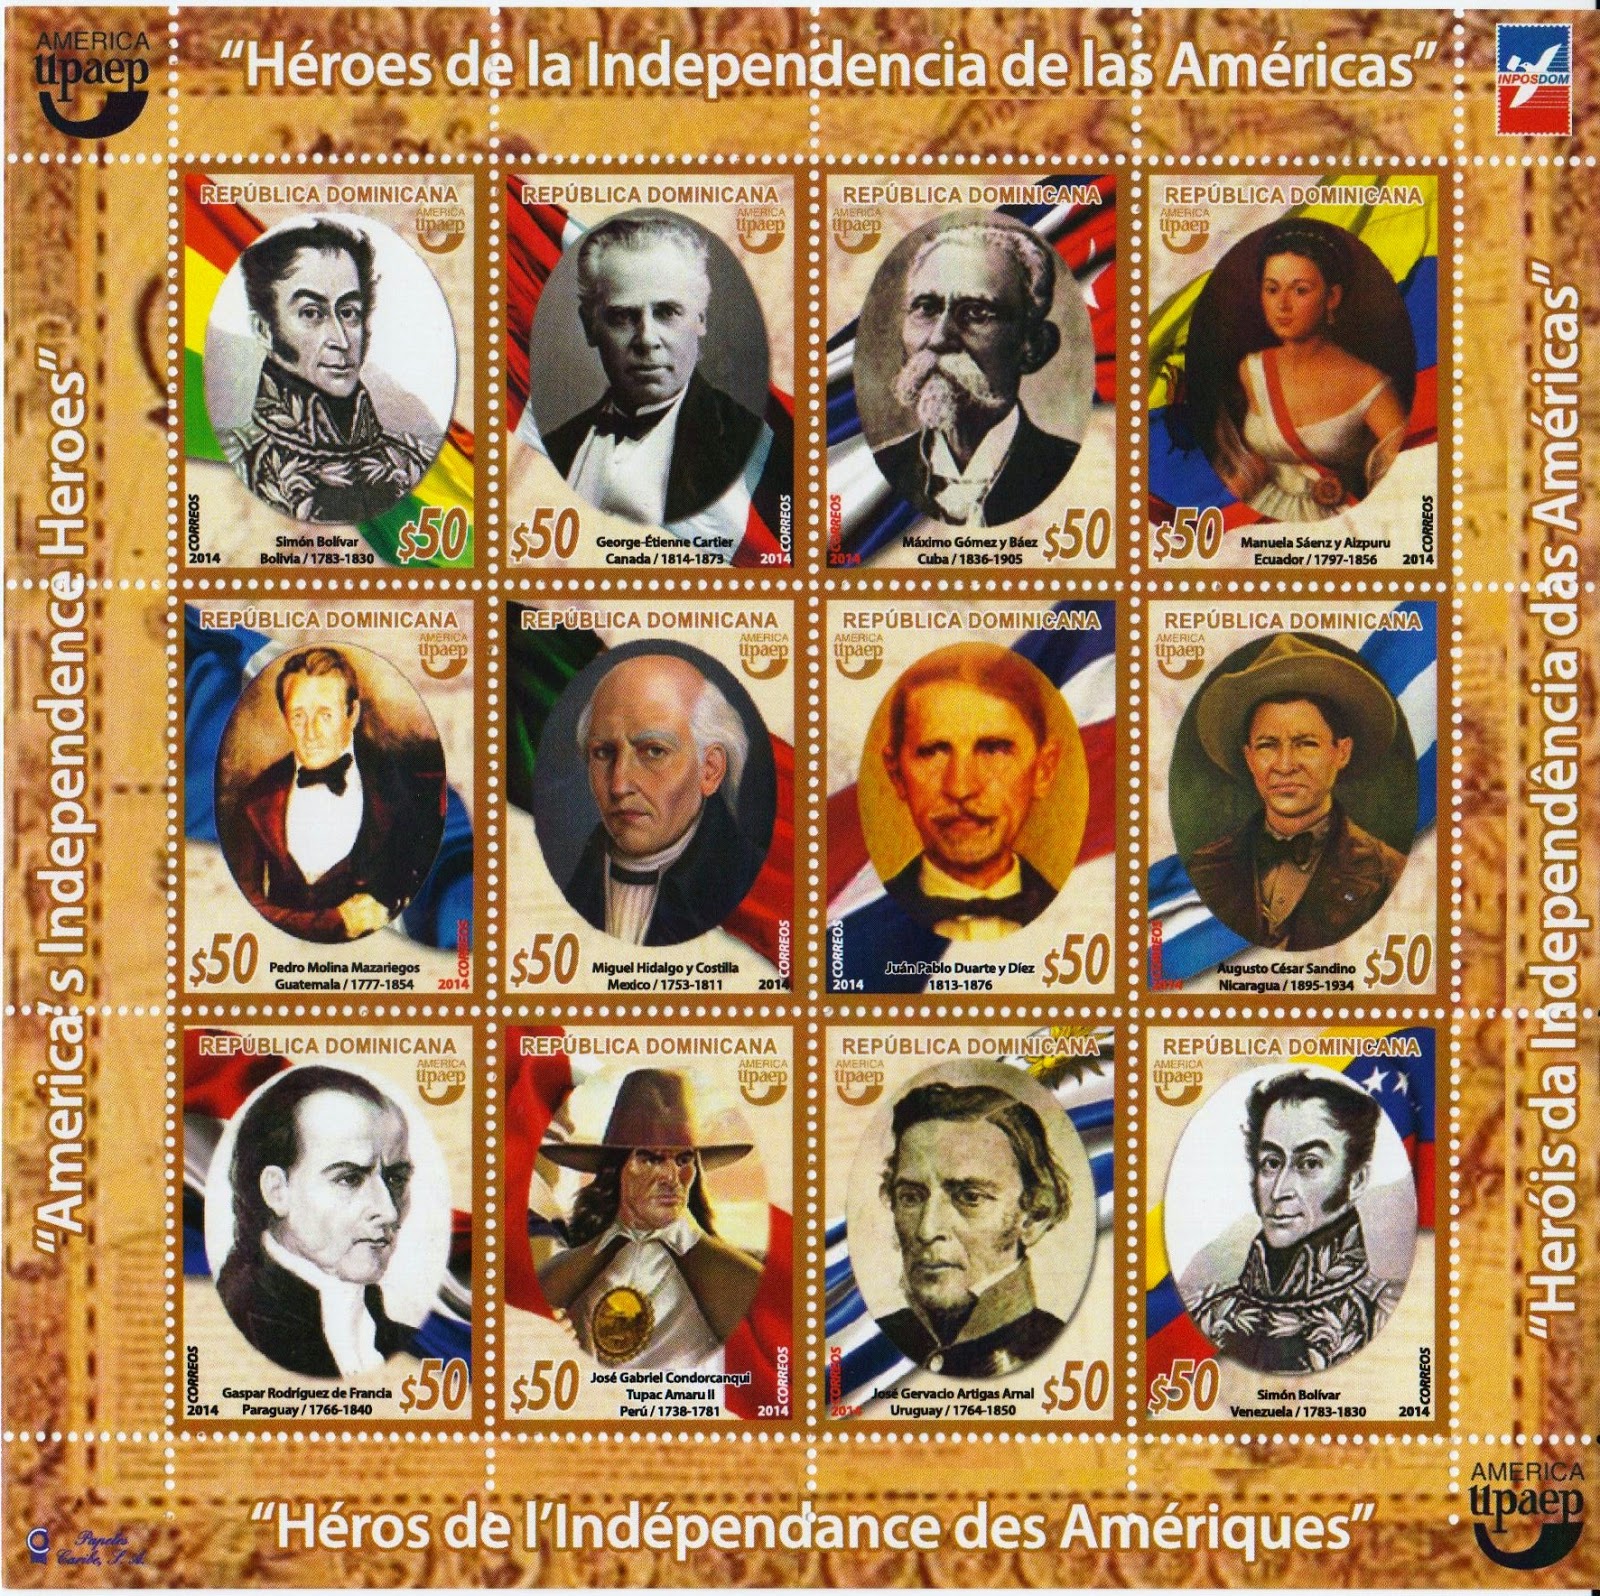 AMERICA
upaep
“Héroes de la Independencia de las Américas”
INPOSDOM
“America´s Independence Heroes”
“Heróis da Independência das Américas”
REPÚBLICA DOMINICANA
AMERICA
upaep
CORREOS
2014
Simón Bolívar
Bolivia / 1783-1830
$50
REPÚBLICA DOMINICANA
AMERICA
upaep
$50
George-Étienne Cartier
Canada / 1814-1873
2014
CORREOS
REPÚBLICA DOMINICANA
AMERICA
upaep
CORREOS
2014
Máximo Gómez y Báez
Cuba / 1836-1905
$50
REPÚBLICA DOMINICANA
AMERICA
upaep
$50
Manuela Sáenz y Aizpuru
Ecuador / 1797-1856
2014
CORREOS
REPÚBLICA DOMINICANA
AMERICA
upaep
$50
Pedro Molina Mazariegos
Guatemala / 1777-1854
2014
CORREOS
REPÚBLICA DOMINICANA
AMERICA
upaep
$50
Miguel Hidalgo y Costilla
Mexico / 1753-1811
2014
CORREOS
REPÚBLICA DOMINICANA
AMERICA
upaep
CORREOS
2014
Juán Pablo Duarte y Díez
1813-1876
$50
REPÚBLICA DOMINICANA
AMERICA
upaep
CORREOS
2014
Augusto César Sandino
Nicaragua / 1895-1934
$50
REPÚBLICA DOMINICANA
AMERICA
upaep
CORREOS
2014
Gaspar Rodríguez de Francia
Paraguay / 1766-1840
$50
REPÚBLICA DOMINICANA
AMERICA
upaep
$50
José Gabriel Condorcanqui
Tupac Amaru II
Perú / 1738-1781
2014
CORREOS
REPÚBLICA DOMINICANA
AMERICA
upaep
CORREOS
2014
José Gervacio Artigas Arnal
Uruguay / 1764-1850
$50
REPÚBLICA DOMINICANA
AMERICA
upaep
$50
Simón Bolívar
Venezuela / 1783-1830
2014
CORREOS
“Héros de l’Indépendance des Amériques”
Papeles
Caribe, S. A.
AMERICA
upaep